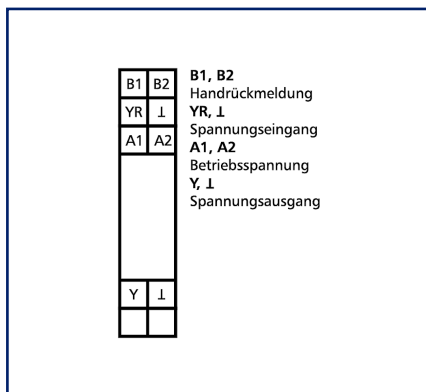 B1 B2
YR ⊥
A1 A2
Y ⊥
B1, B2
Handrückmeldung
YR, ⊥
Spannungseingang
A1, A2
Betriebsspannung
Y, ⊥
Spannungsausgang